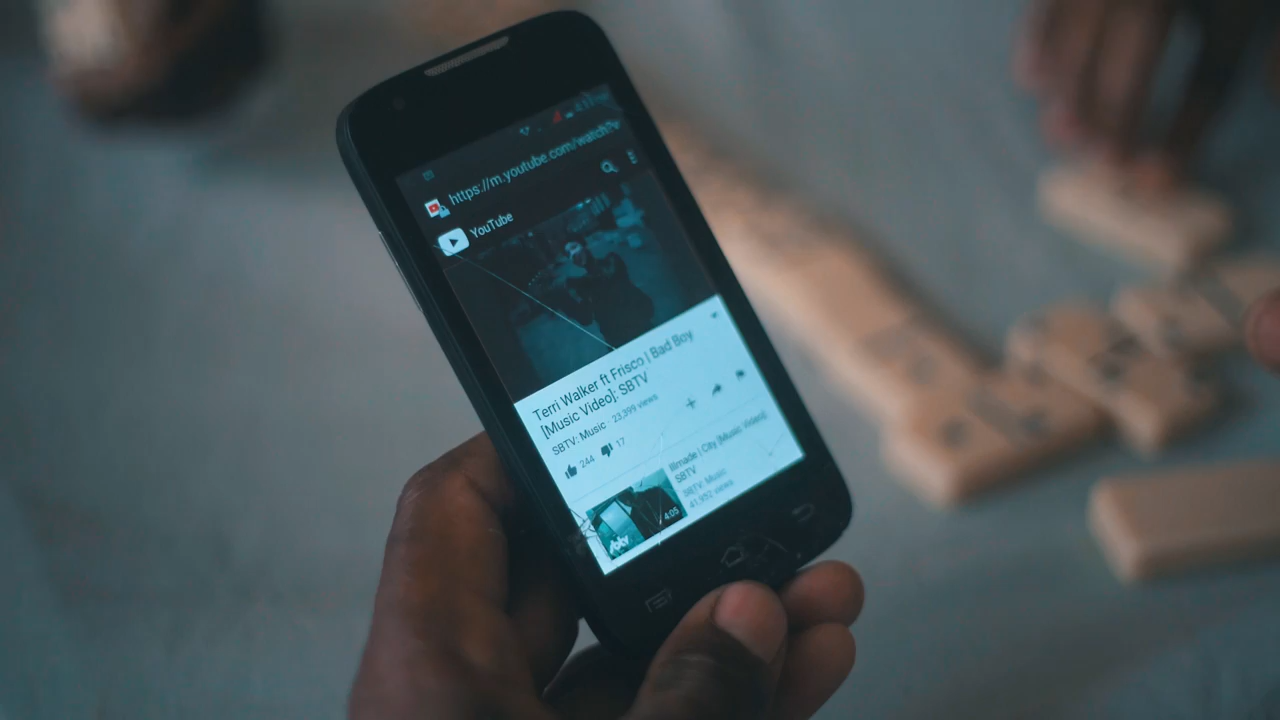 https://m.youtube.com/watch?v
YouTube
Terri Walker ft Frisco | Bad Boy
[Music Video]: SBTV
SBTV: Music · 23,399 views
244 17
City [Music Video]
SBTV
SBTV: Music
41,952 views
4:05